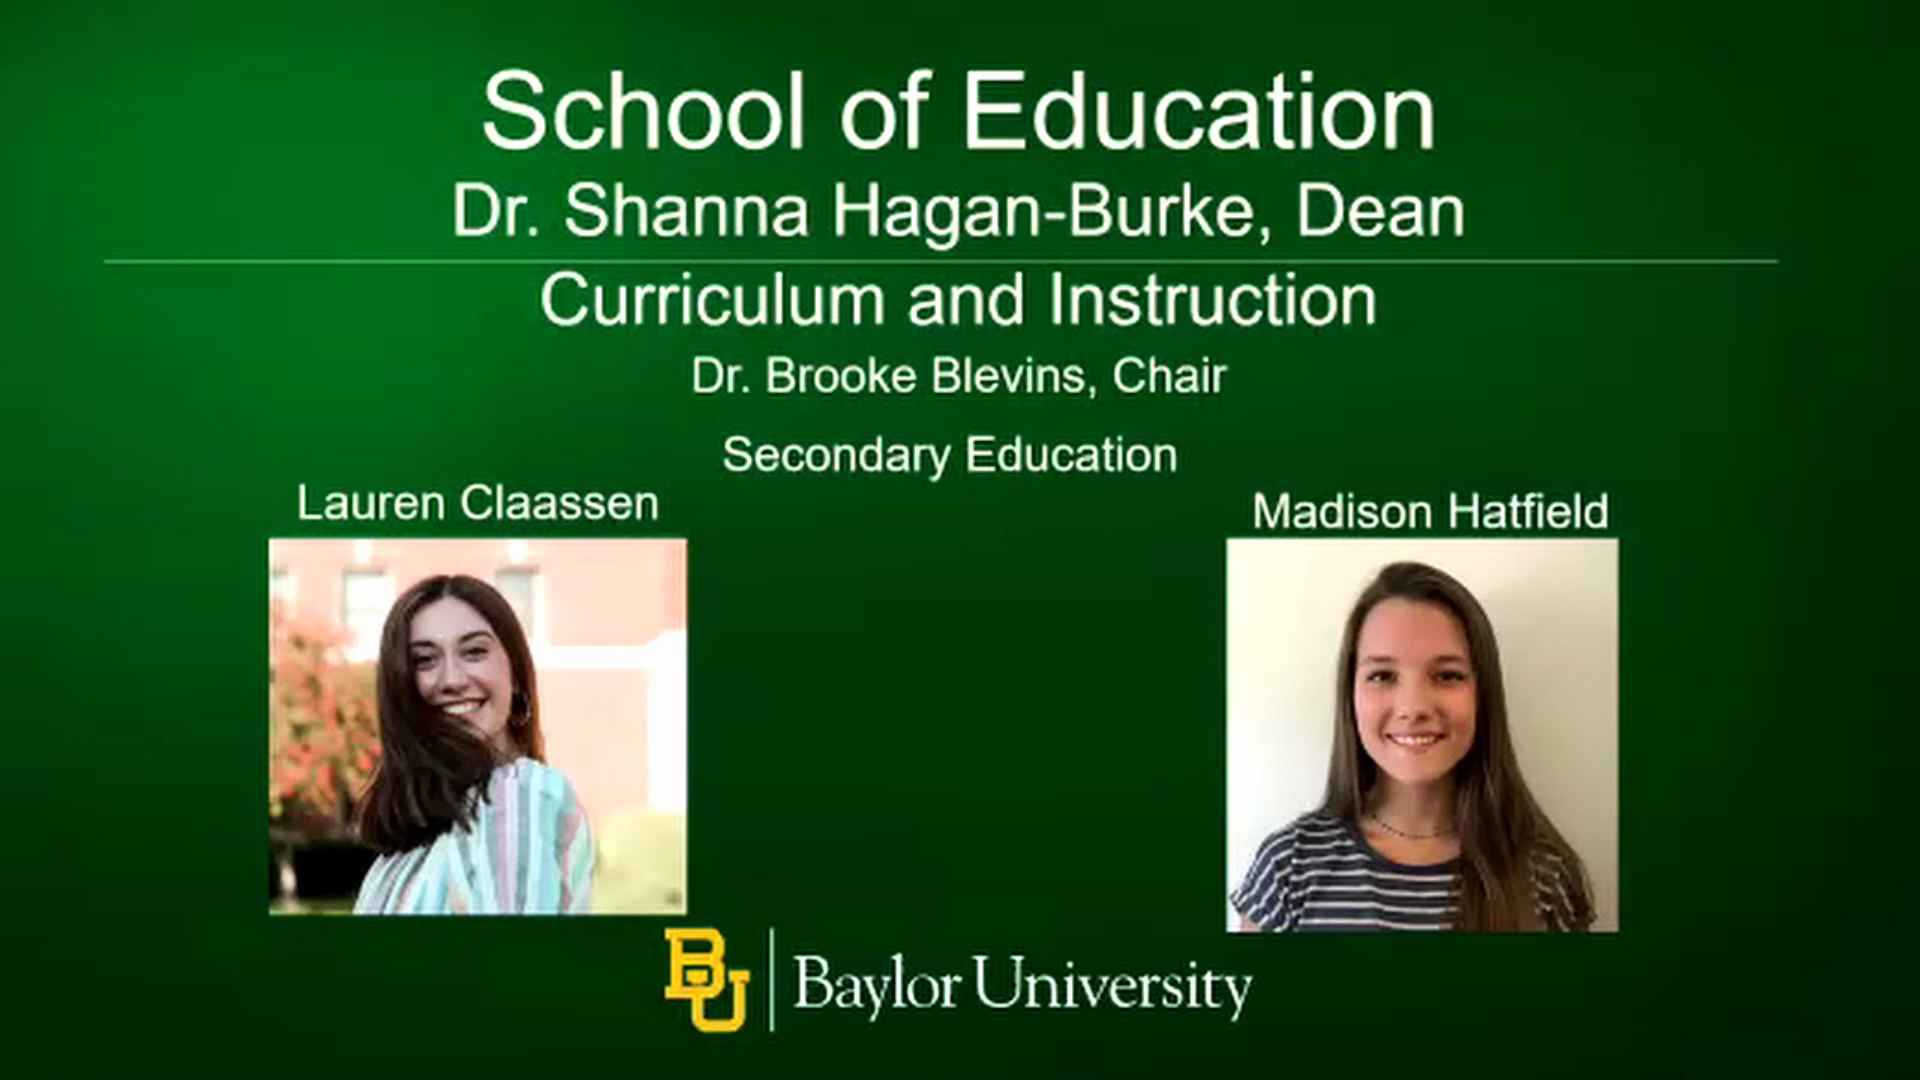 School of Education
Dr. Shanna Hagan-Burke, Dean
Curriculum and Instruction
Dr. Brooke Blevins, Chair
Secondary Education
Lauren Claassen
Madison Hatfield
BU Baylor University